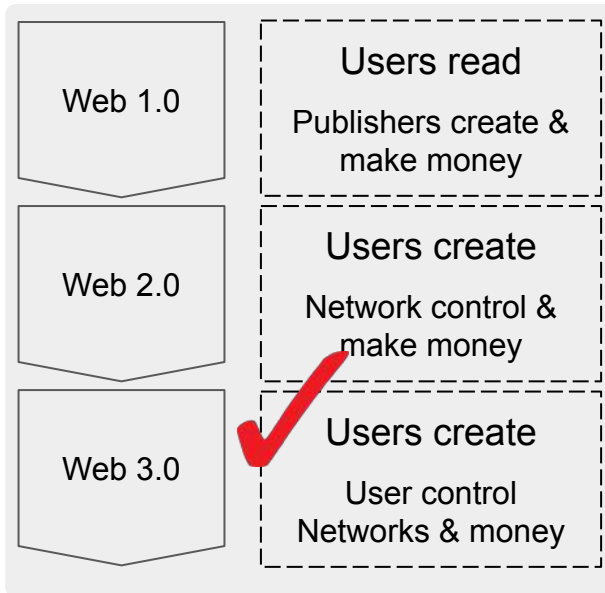 Web 1.0
Users read
Publishers create &
make money
Web 2.0
Users create
Network control &
make money
Web 3.0
Users create
User control
Networks & money